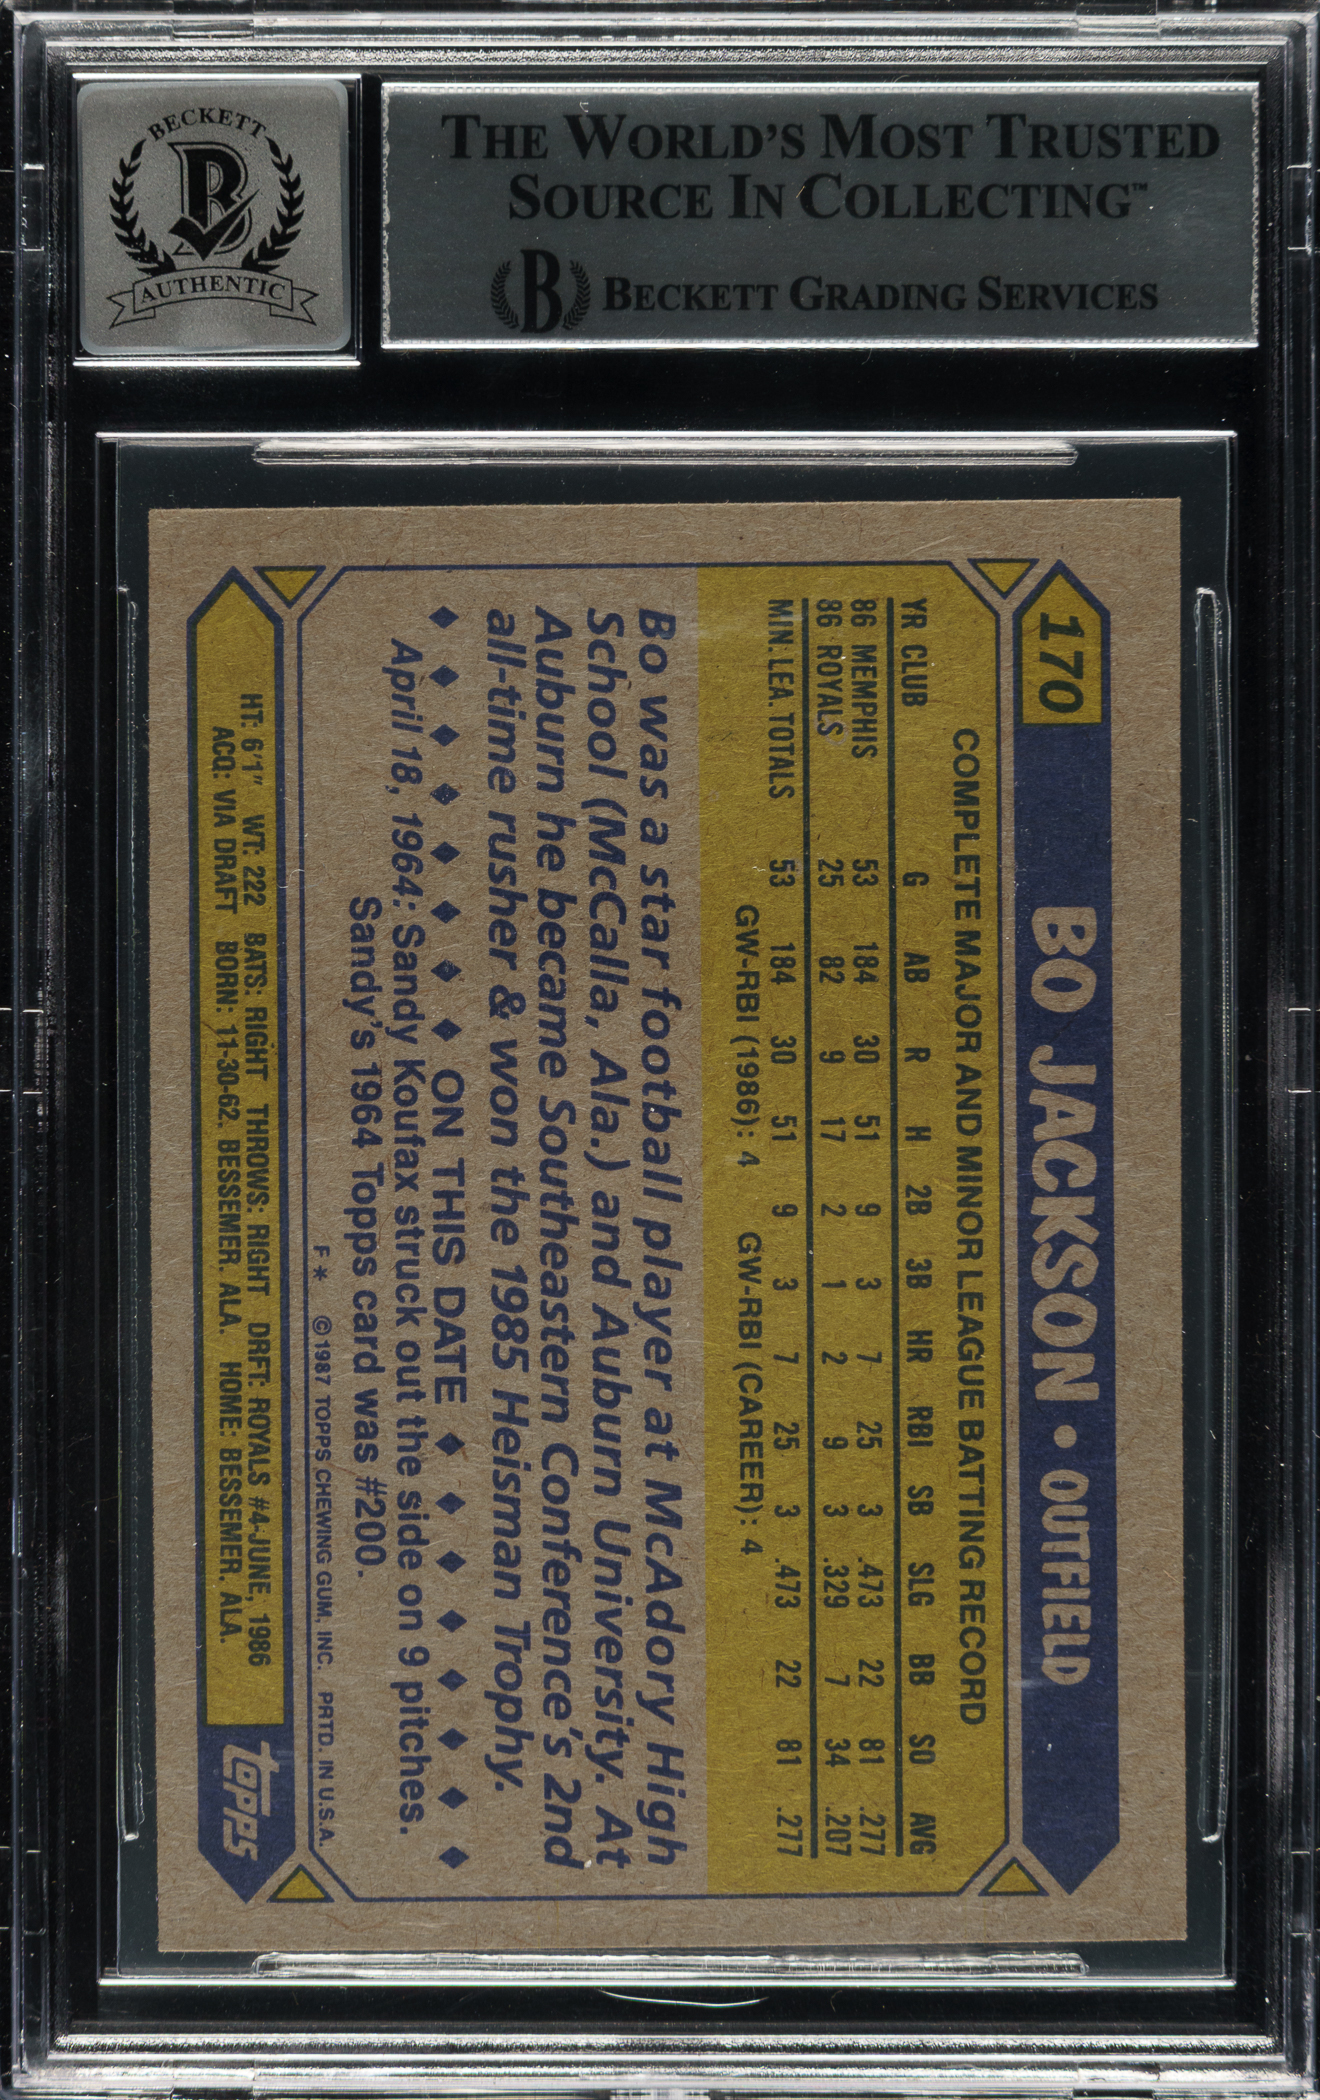 BECKETT
B
AUTHENTIC
THE WORLD'S MOST TRUSTED
SOURCE IN COLLECTING™
B BECKETT GRADING SERVICES
170 BO JACKSON • OUTFIELD
COMPLETE MAJOR AND MINOR LEAGUE BATTING RECORD
YR CLUB G AB R H 2B 3B HR RBI SB SLG BB SO AVG
86 MEMPHIS 53 184 30 51 9 3 7 25 3 .473 22 81 .277
86 ROYALS 25 82 9 17 2 1 2 9 3 .329 7 34 .207
MIN. LEA. TOTALS 53 184 30 51 9 3 7 25 3 .473 22 81 .277
GW-RBI (1986): 4 GW-RBI (CAREER): 4
Bo was a star football player at McAdory High
School (McCalla, Ala.) and Auburn University. At
Auburn he became Southeastern Conference's 2nd
all-time rusher & won the 1985 Heisman Trophy.
◆ ◆ ◆ ◆ ◆ ◆ ◆ ◆ ON THIS DATE ◆ ◆ ◆ ◆ ◆ ◆ ◆ ◆
April 18, 1964: Sandy Koufax struck out the side on 9 pitches.
Sandy's 1964 Topps card was #200.
F* ©1987 TOPPS CHEWING GUM, INC. PRTD. IN U.S.A.
HT: 6'1" WT: 222 BATS: RIGHT THROWS: RIGHT DRFT: ROYALS #4-JUNE, 1986
ACQ: VIA DRAFT BORN: 11-30-62, BESSEMER, ALA. HOME: BESSEMER, ALA.
topps